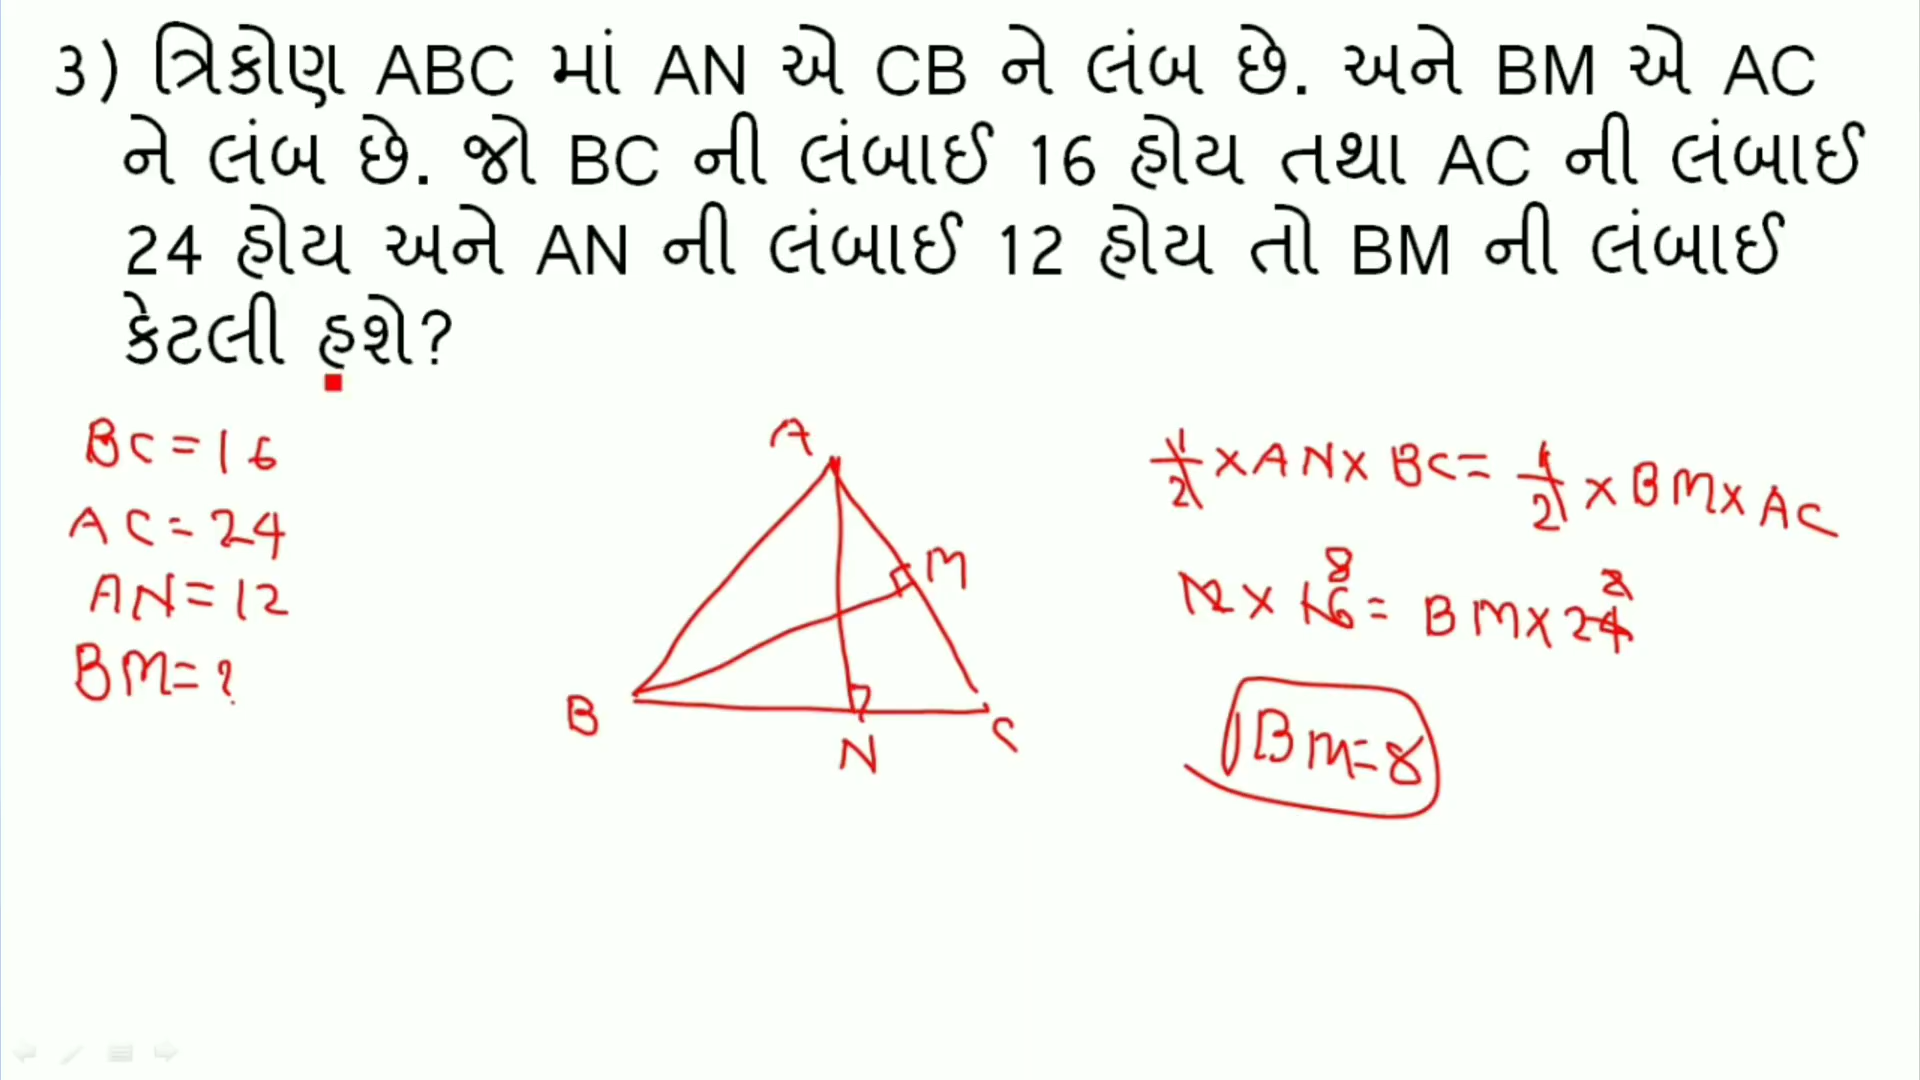 3) ત્રિકોણ ABC માં AN એ CB ને લંબ છે. અને BM એ AC
ને લંબ છે. જો BC ની લંબાઈ 16 હોય તથા AC ની લંબાઈ
24 હોય અને AN ની લંબાઈ 12 હોય તો BM ની લંબાઈ
કેટલી હશે?
BC=16
AC=24
AN=12
BM=?
A
M
B
N
C
1/2 × AN × BC = 1/2 × BM × AC
8 2
12 × 16 = BM × 24
BM=8